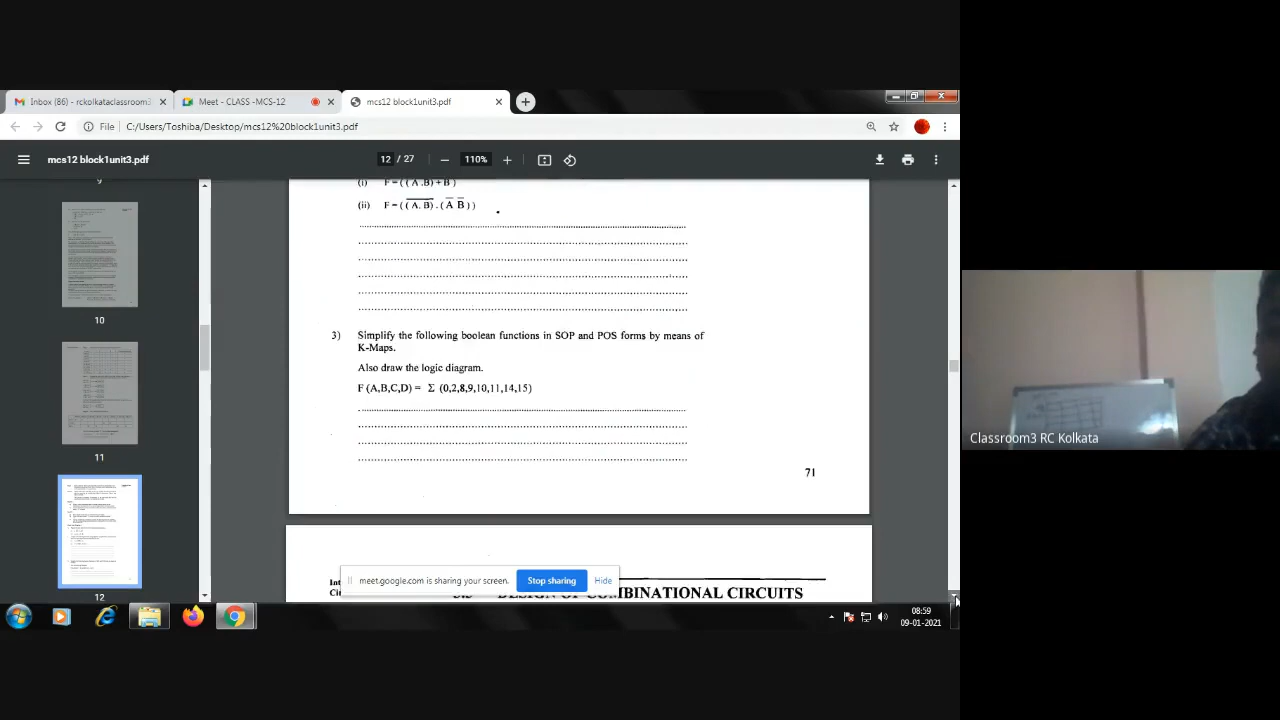 Inbox (86) - rckolkataclassroom3
Meet - CLASS -MCS-12
mcs12 block1unit3.pdf
File
C:/Users/Toshiba/Desktop/mcs12%20block1unit3.pdf
mcs12 block1unit3.pdf
12 / 27
110%
9
10
11
12
(i) F = ( ( A .B) + B )
(ii) F = ( ( A. B) . ( A B ) )
3) Simplify the following boolean functions in SOP and POS forms by means of
K-Maps.
Also draw the logic diagram.
F (A,B,C,D) = Σ (0,2,8,9,10,11,14,15)
71
meet.google.com is sharing your screen.
Stop sharing
Hide
DESIGN OF COMBINATIONAL CIRCUITS
Classroom3 RC Kolkata
08:59
09-01-2021